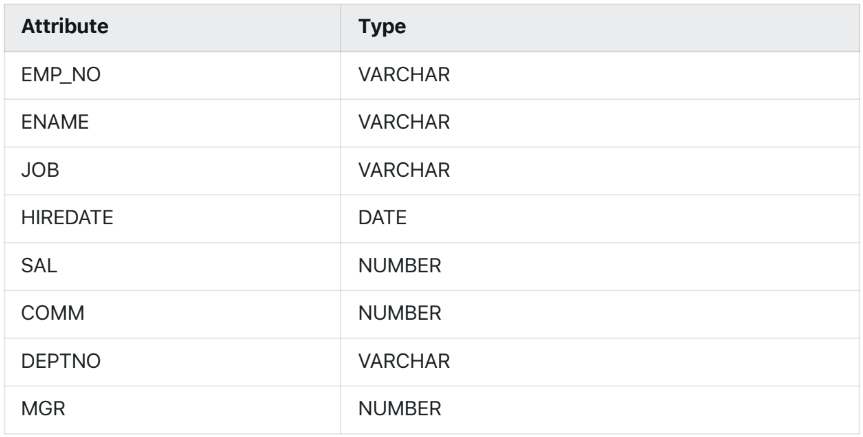 Attribute Type
EMP_NO VARCHAR
ENAME VARCHAR
JOB VARCHAR
HIREDATE DATE
SAL NUMBER
COMM NUMBER
DEPTNO VARCHAR
MGR NUMBER